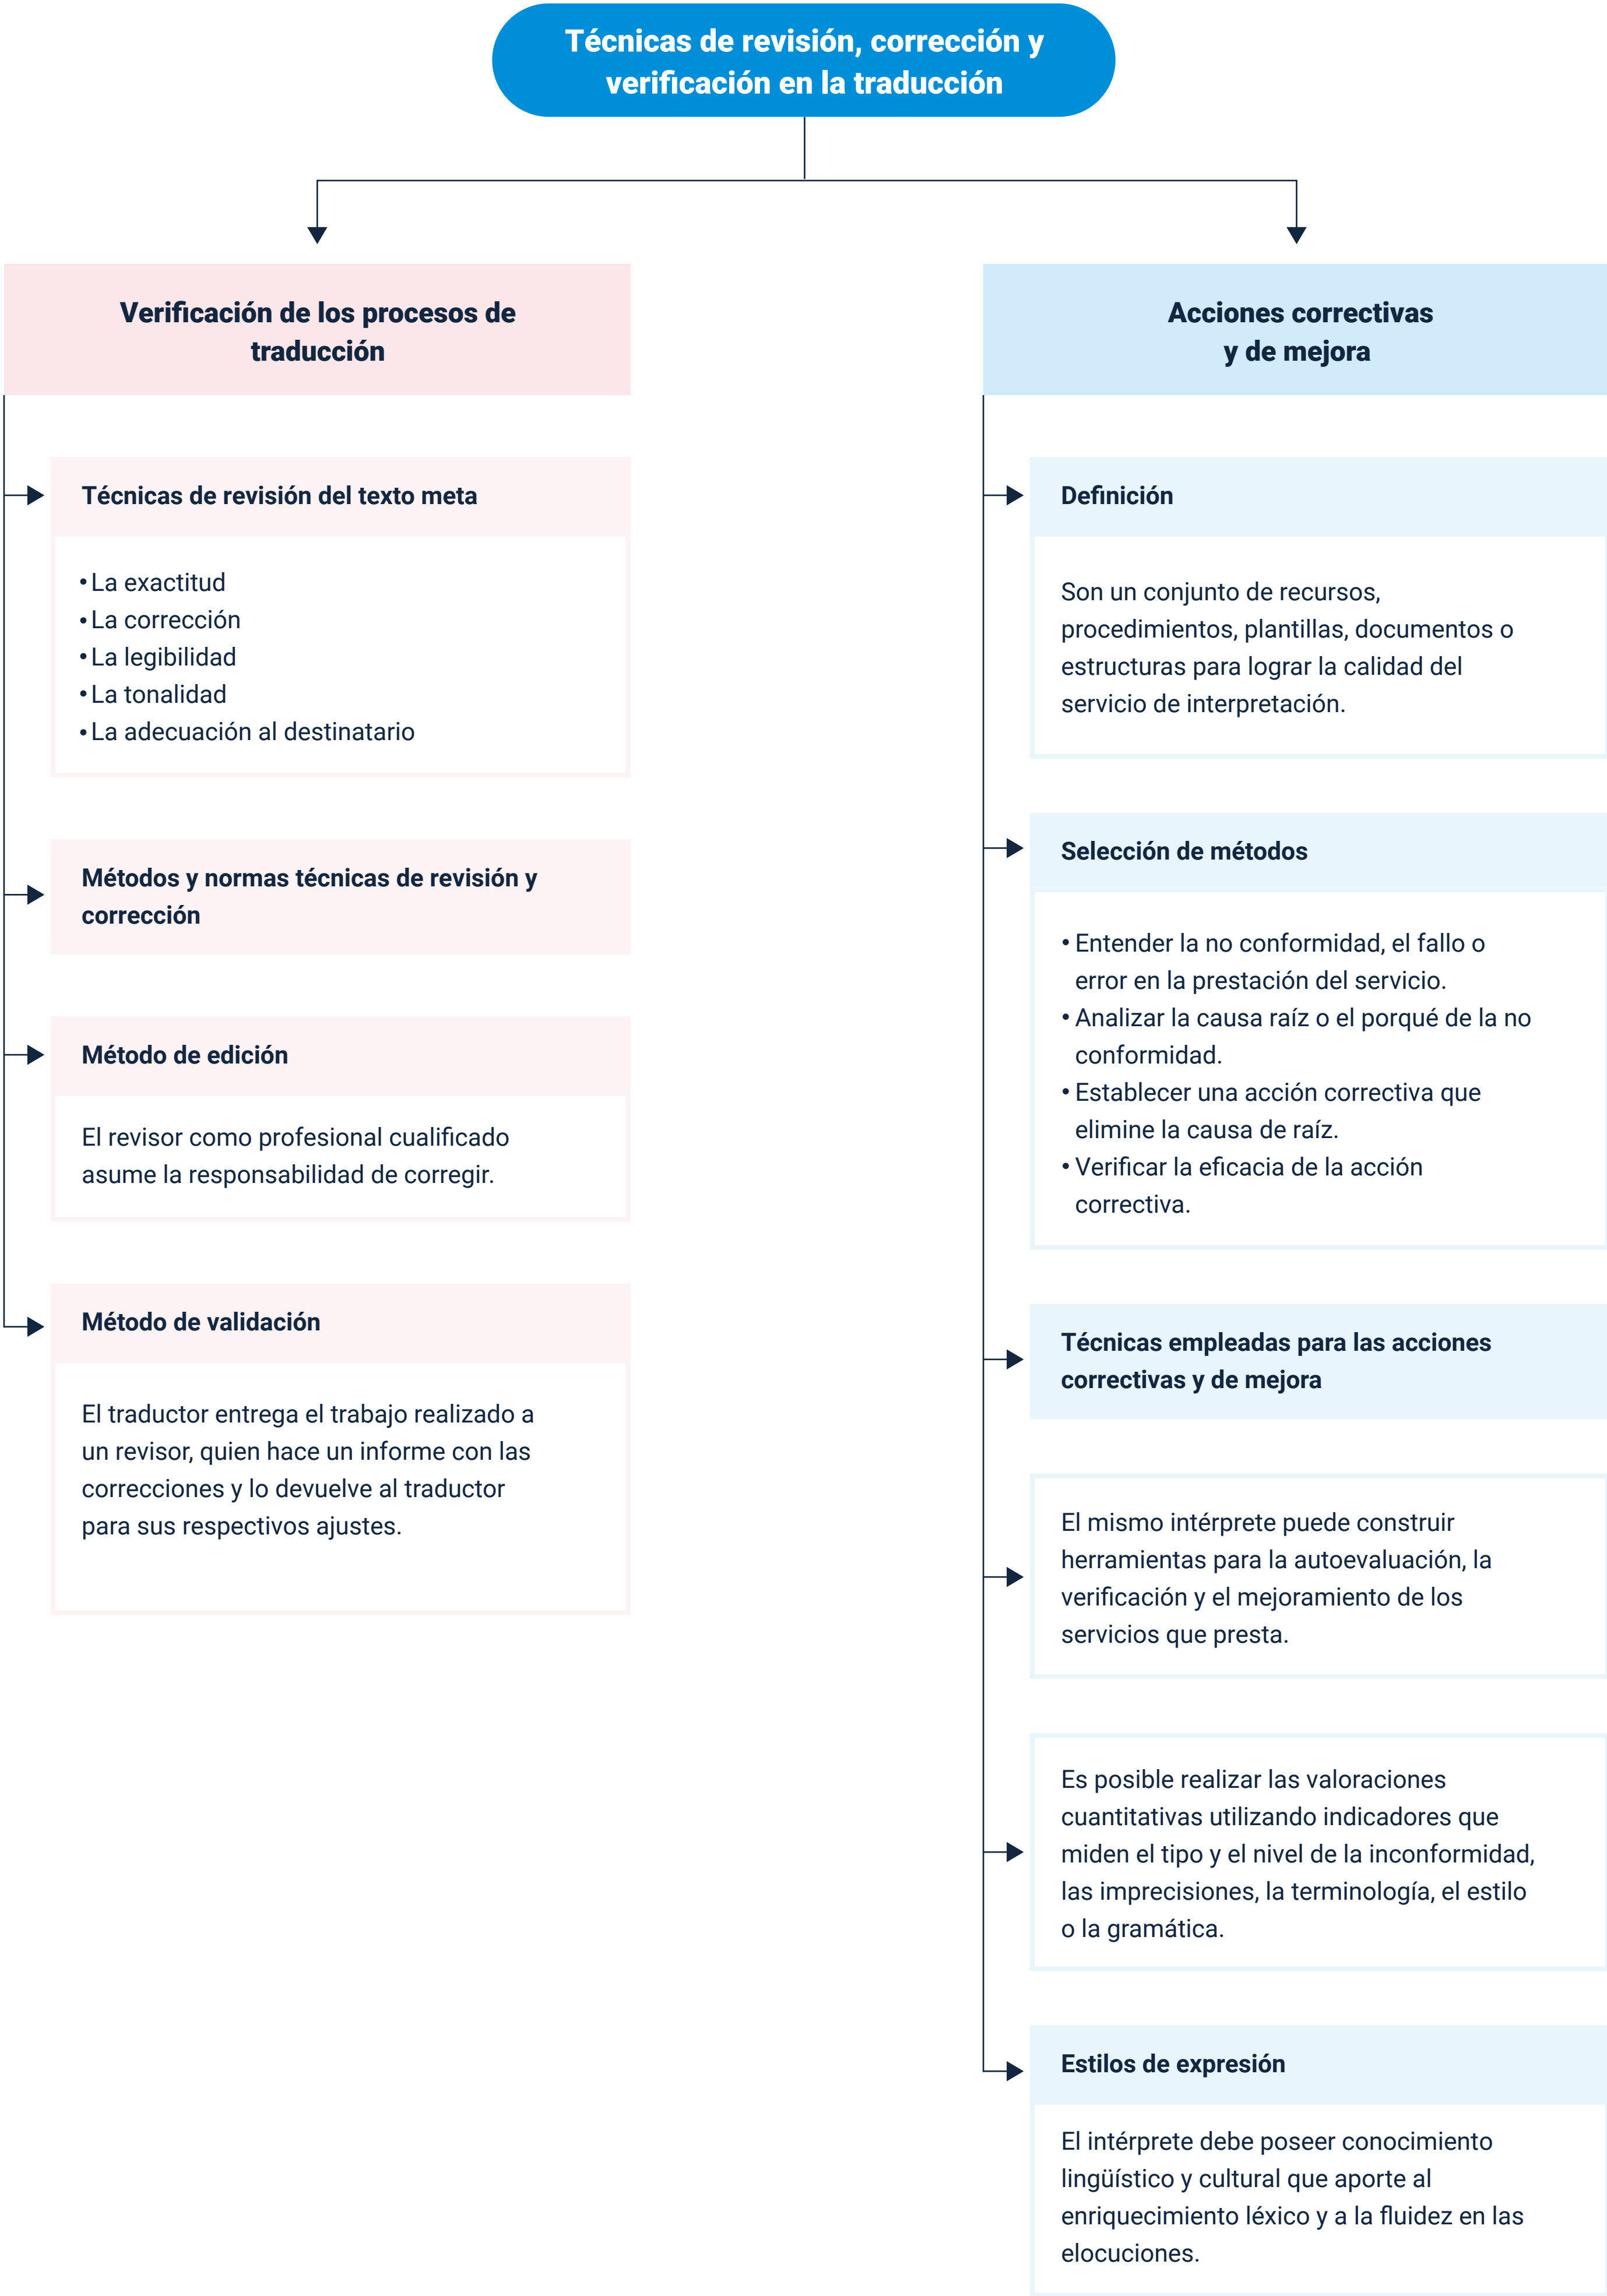 Técnicas de revisión, corrección y
verificación en la traducción
Verificación de los procesos de
traducción
Técnicas de revisión del texto meta
• La exactitud
• La corrección
• La legibilidad
• La tonalidad
• La adecuación al destinatario
Métodos y normas técnicas de revisión y
corrección
Método de edición
El revisor como profesional cualificado
asume la responsabilidad de corregir.
Método de validación
El traductor entrega el trabajo realizado a
un revisor, quien hace un informe con las
correcciones y lo devuelve al traductor
para sus respectivos ajustes.
Acciones correctivas
y de mejora
Definición
Son un conjunto de recursos,
procedimientos, plantillas, documentos o
estructuras para lograr la calidad del
servicio de interpretación.
Selección de métodos
• Entender la no conformidad, el fallo o
error en la prestación del servicio.
• Analizar la causa raíz o el porqué de la no
conformidad.
• Establecer una acción correctiva que
elimine la causa de raíz.
• Verificar la eficacia de la acción
correctiva.
Técnicas empleadas para las acciones
correctivas y de mejora
El mismo intérprete puede construir
herramientas para la autoevaluación, la
verificación y el mejoramiento de los
servicios que presta.
Es posible realizar las valoraciones
cuantitativas utilizando indicadores que
miden el tipo y el nivel de la inconformidad,
las imprecisiones, la terminología, el estilo
o la gramática.
Estilos de expresión
El intérprete debe poseer conocimiento
lingüístico y cultural que aporte al
enriquecimiento léxico y a la fluidez en las
elocuciones.